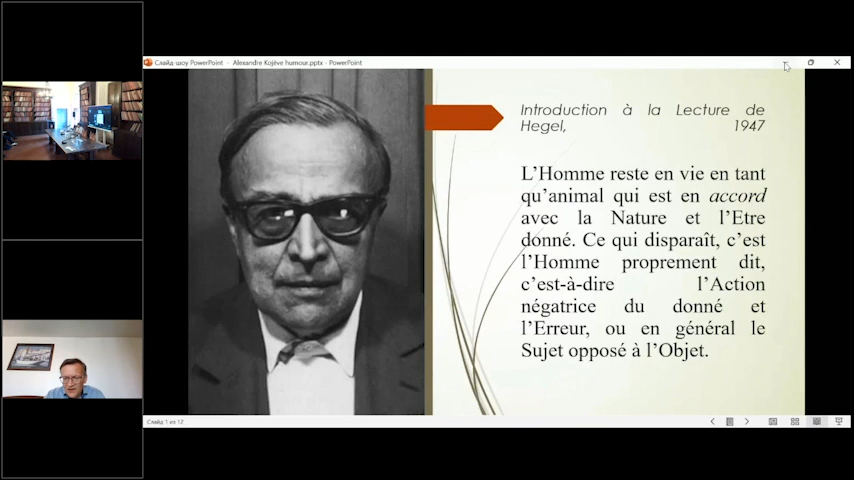 Слайд-шоу PowerPoint - Alexandre Kojève humour.pptx - PowerPoint
Introduction à la Lecture de
Hegel, 1947
L’Homme reste en vie en tant
qu’animal qui est en accord
avec la Nature et l’Etre
donné. Ce qui disparaît, c’est
l’Homme proprement dit,
c’est-à-dire l’Action
négatrice du donné et
l’Erreur, ou en général le
Sujet opposé à l’Objet.
Слайд 1 из 12